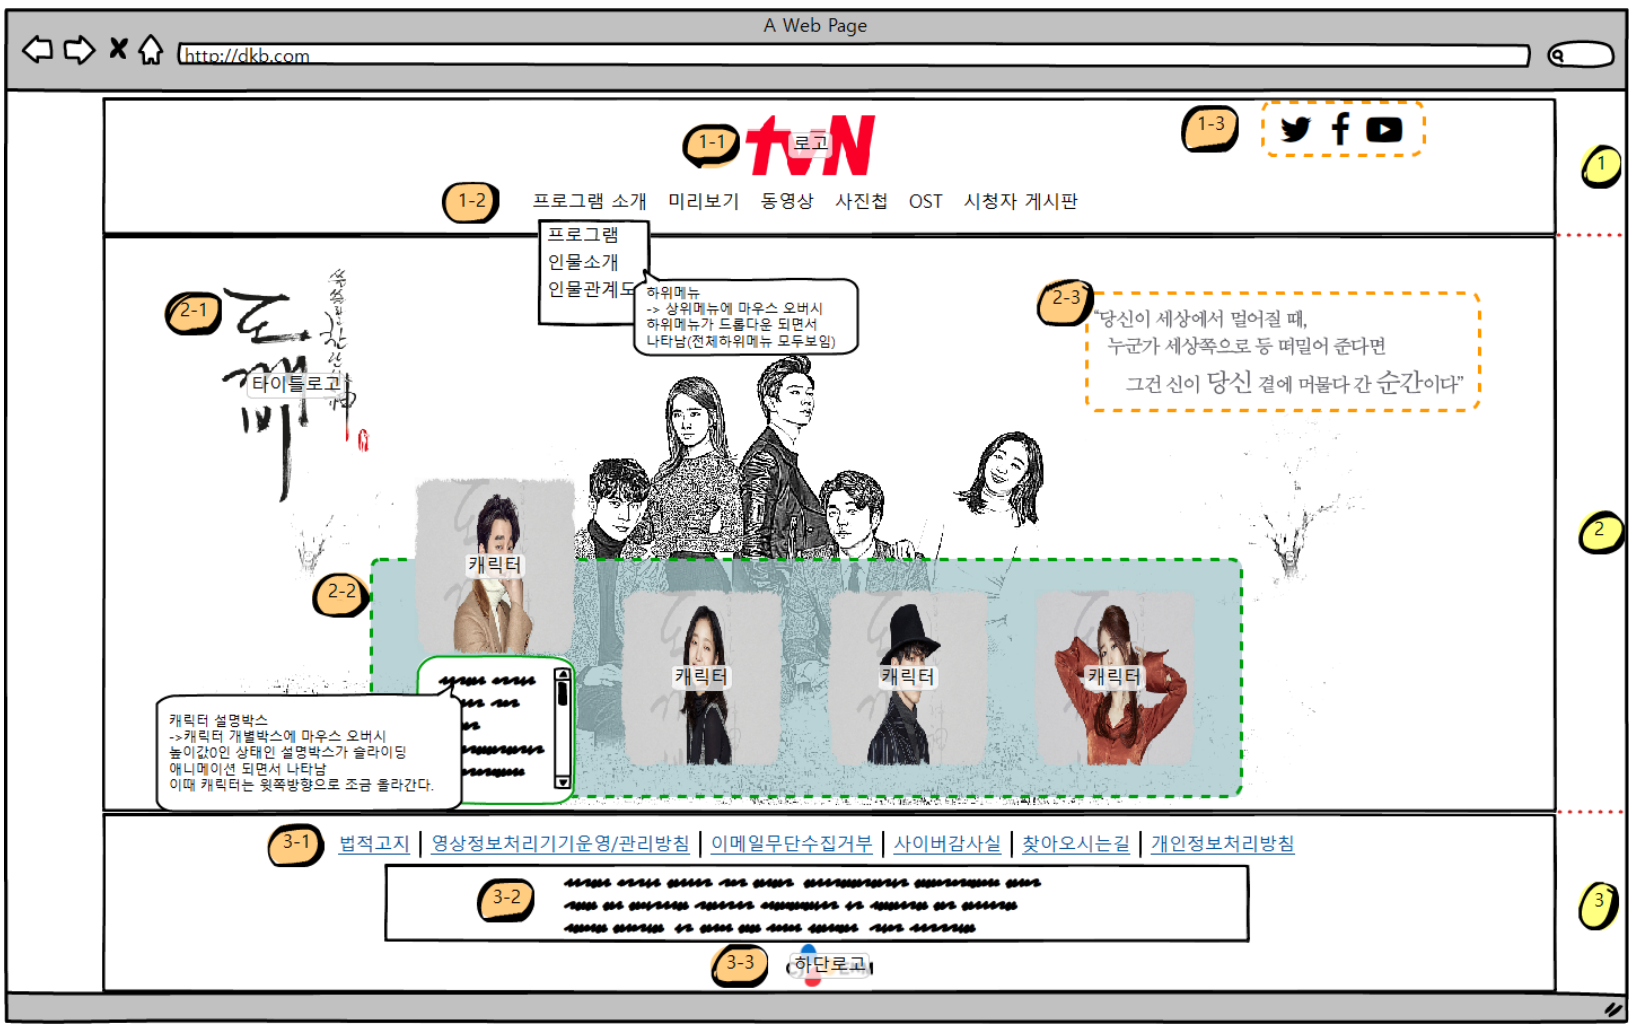 A Web Page
http://dkb.com
1-1
tvN
로고
1-3
1
1-2
프로그램 소개 미리보기 동영상 사진첩 OST 시청자 게시판
프로그램
인물소개
인물관계도
하위메뉴
-> 상위메뉴에 마우스 오버시
하위메뉴가 드롭다운 되면서
나타남(전체하위메뉴 모두보임)
2-1
도깨비
타이틀로고
2-3
“당신이 세상에서 멀어질 때,
누군가 세상쪽으로 등 떠밀어 준다면
그건 신이 당신 곁에 머물다 간 순간이다”
2
2-2
캐릭터
캐릭터
캐릭터
캐릭터
캐릭터 설명박스
->캐릭터 개별박스에 마우스 오버시
높이값0인 상태인 설명박스가 슬라이딩
애니메이션 되면서 나타남
이때 캐릭터는 윗쪽방향으로 조금 올라간다.
3-1
법적고지 | 영상정보처리기기운영/관리방침 | 이메일무단수집거부 | 사이버감사실 | 찾아오시는길 | 개인정보처리방침
3-2
3
3-3
하단로고